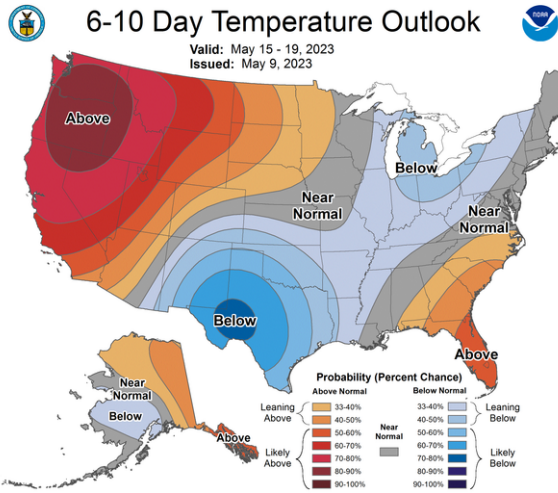 6-10 Day Temperature Outlook
Valid: May 15 - 19, 2023
Issued: May 9, 2023
NOAA
Above
Below
Near
Normal
Near
Normal
Below
Above
Near
Normal
Below
Above
Probability (Percent Chance)
Above Normal
Below Normal
Leaning
Above
33-40%
40-50%
Likely
Above
50-60%
60-70%
70-80%
80-90%
90-100%
Near
Normal
33-40%
40-50%
Leaning
Below
50-60%
60-70%
70-80%
80-90%
90-100%
Likely
Below